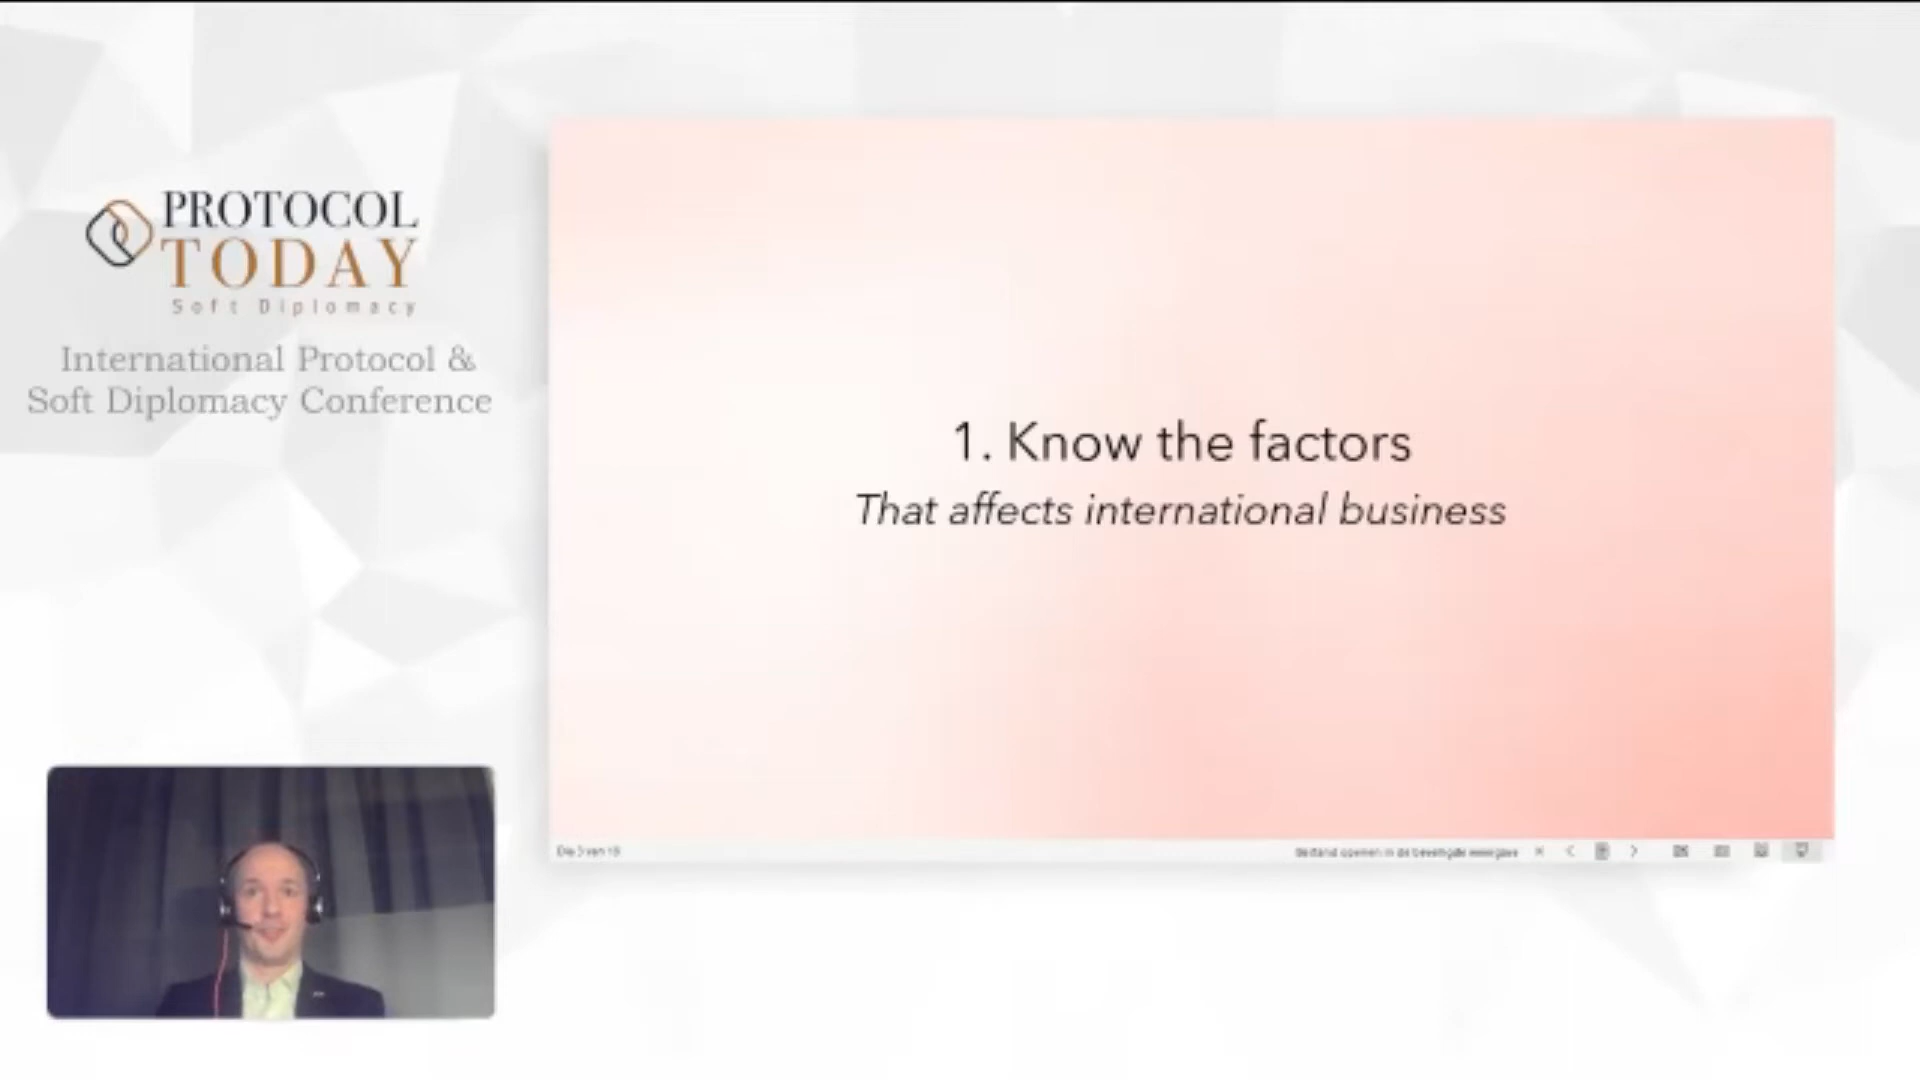 PROTOCOL
TODAY
Soft Diplomacy
International Protocol &
Soft Diplomacy Conference
1. Know the factors
That affects international business